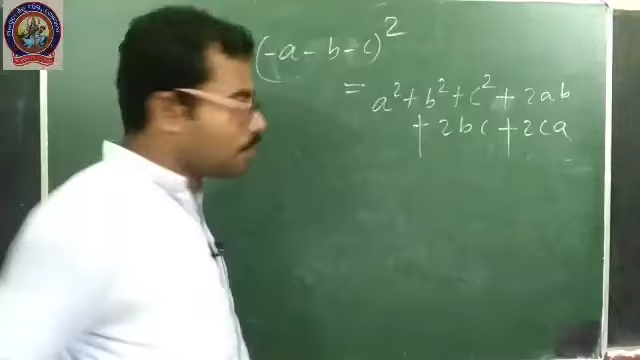 (-a-b-c)²
= a²+b²+c²+2ab
+2bc+2ca